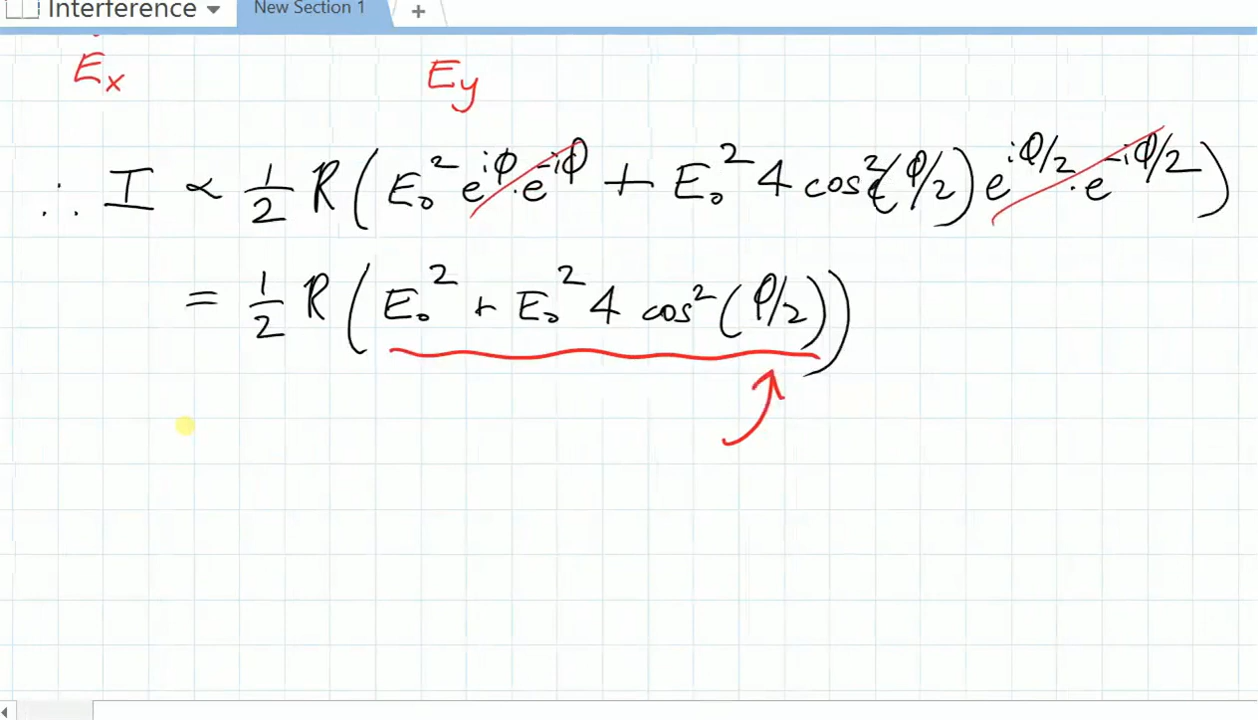 Interference New Section 1 +
Ex Ey
∴ I ∝ 1/2 R(E₀² e^{iφ}·e^{-iφ} + E₀² 4 cos²(φ/2) e^{iφ/2}·e^{-iφ/2})
= 1/2 R(E₀² + E₀² 4 cos²(φ/2))